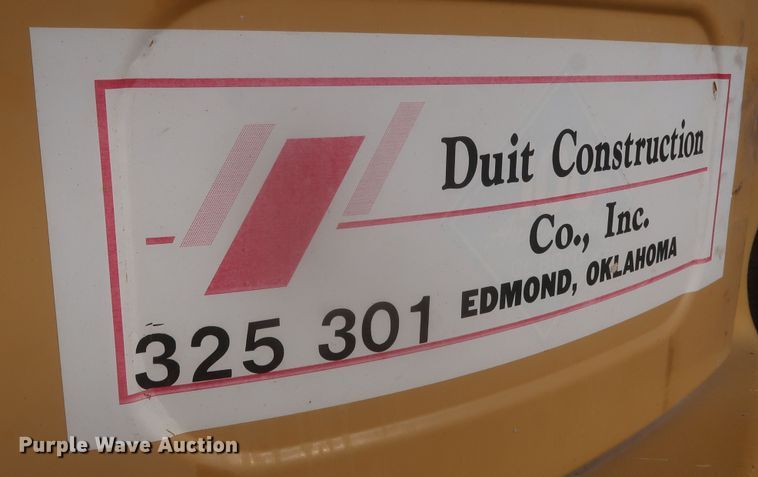 Duit Construction
Co., Inc.
EDMOND, OKLAHOMA
325 301
Purple Wave Auction